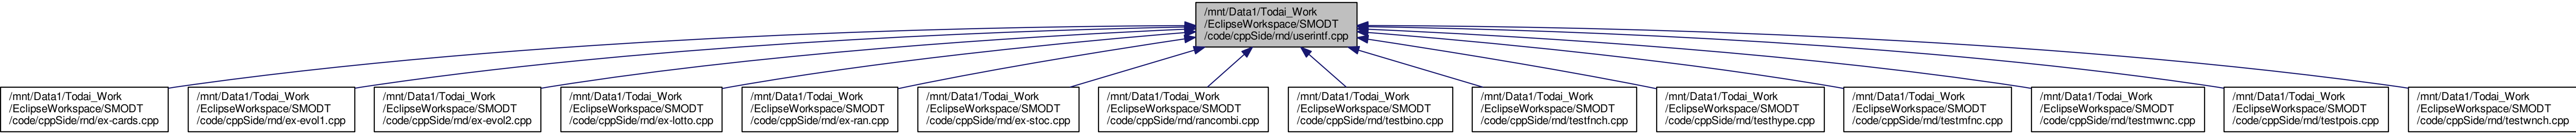 /mnt/Data1/Todai_Work
/EclipseWorkspace/SMODT
/code/cppSide/rnd/userintf.cpp
/mnt/Data1/Todai_Work
/EclipseWorkspace/SMODT
/code/cppSide/rnd/ex-cards.cpp
/mnt/Data1/Todai_Work
/EclipseWorkspace/SMODT
/code/cppSide/rnd/ex-evol1.cpp
/mnt/Data1/Todai_Work
/EclipseWorkspace/SMODT
/code/cppSide/rnd/ex-evol2.cpp
/mnt/Data1/Todai_Work
/EclipseWorkspace/SMODT
/code/cppSide/rnd/ex-lotto.cpp
/mnt/Data1/Todai_Work
/EclipseWorkspace/SMODT
/code/cppSide/rnd/ex-ran.cpp
/mnt/Data1/Todai_Work
/EclipseWorkspace/SMODT
/code/cppSide/rnd/ex-stoc.cpp
/mnt/Data1/Todai_Work
/EclipseWorkspace/SMODT
/code/cppSide/rnd/rancombi.cpp
/mnt/Data1/Todai_Work
/EclipseWorkspace/SMODT
/code/cppSide/rnd/testbino.cpp
/mnt/Data1/Todai_Work
/EclipseWorkspace/SMODT
/code/cppSide/rnd/testfnch.cpp
/mnt/Data1/Todai_Work
/EclipseWorkspace/SMODT
/code/cppSide/rnd/testhype.cpp
/mnt/Data1/Todai_Work
/EclipseWorkspace/SMODT
/code/cppSide/rnd/testmfnc.cpp
/mnt/Data1/Todai_Work
/EclipseWorkspace/SMODT
/code/cppSide/rnd/testmwnc.cpp
/mnt/Data1/Todai_Work
/EclipseWorkspace/SMODT
/code/cppSide/rnd/testpois.cpp
/mnt/Data1/Todai_Work
/EclipseWorkspace/SMODT
/code/cppSide/rnd/testwnch.cpp